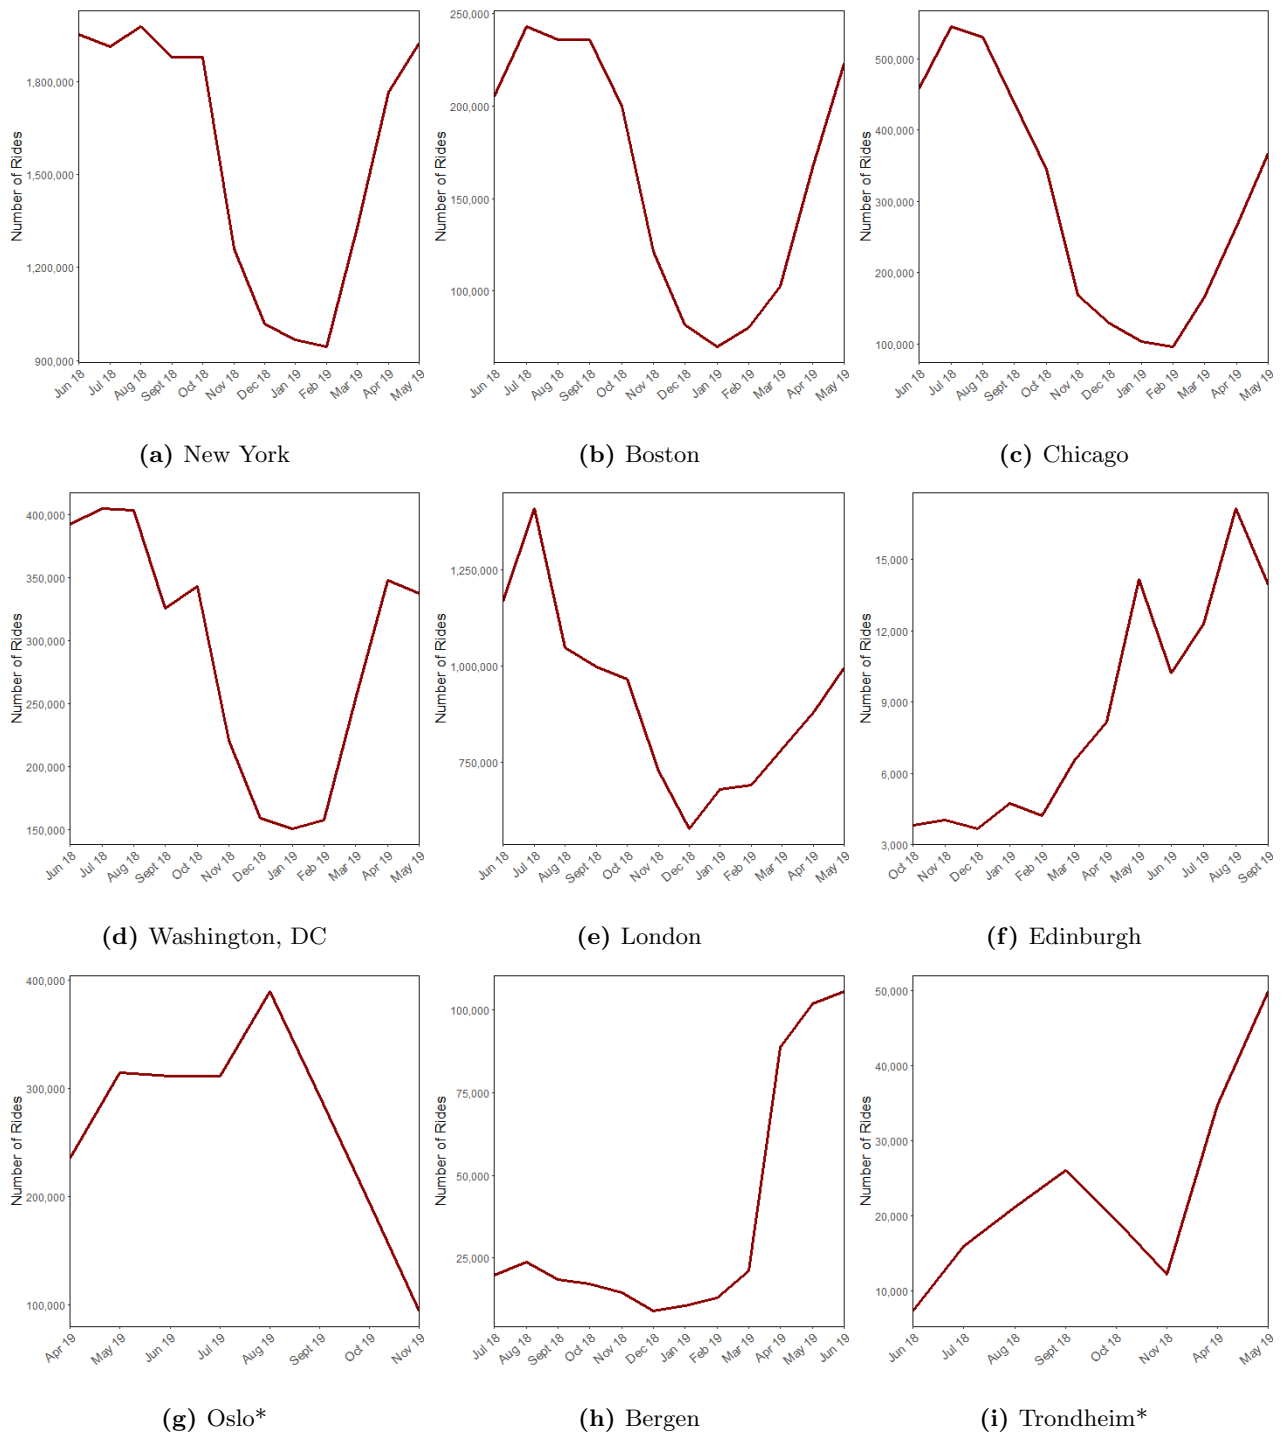 Number of Rides
1,800,000
1,500,000
1,200,000
900,000
Jun 18 Jul 18 Aug 18 Sept 18 Oct 18 Nov 18 Dec 18 Jan 19 Feb 19 Mar 19 Apr 19 May 19
(a) New York
Number of Rides
250,000
200,000
150,000
100,000
Jun 18 Jul 18 Aug 18 Sept 18 Oct 18 Nov 18 Dec 18 Jan 19 Feb 19 Mar 19 Apr 19 May 19
(b) Boston
Number of Rides
500,000
400,000
300,000
200,000
100,000
Jun 18 Jul 18 Aug 18 Sept 18 Oct 18 Nov 18 Dec 18 Jan 19 Feb 19 Mar 19 Apr 19 May 19
(c) Chicago
Number of Rides
400,000
350,000
300,000
250,000
200,000
150,000
Jun 18 Jul 18 Aug 18 Sept 18 Oct 18 Nov 18 Dec 18 Jan 19 Feb 19 Mar 19 Apr 19 May 19
(d) Washington, DC
Number of Rides
1,250,000
1,000,000
750,000
Jun 18 Jul 18 Aug 18 Sept 18 Oct 18 Nov 18 Dec 18 Jan 19 Feb 19 Mar 19 Apr 19 May 19
(e) London
Number of Rides
15,000
12,000
9,000
6,000
3,000
Oct 18 Nov 18 Dec 18 Jan 19 Feb 19 Mar 19 Apr 19 May 19 Jun 19 Jul 19 Aug 19 Sept 19
(f) Edinburgh
Number of Rides
400,000
300,000
200,000
100,000
Apr 19 May 19 Jun 19 Jul 19 Aug 19 Sept 19 Oct 19 Nov 19
(g) Oslo*
Number of Rides
100,000
75,000
50,000
25,000
Jul 18 Aug 18 Sept 18 Oct 18 Nov 18 Dec 18 Jan 19 Feb 19 Mar 19 Apr 19 May 19 Jun 19
(h) Bergen
Number of Rides
50,000
40,000
30,000
20,000
10,000
Jun 18 Jul 18 Aug 18 Sept 18 Oct 18 Nov 18 Apr 19 May 19
(i) Trondheim*